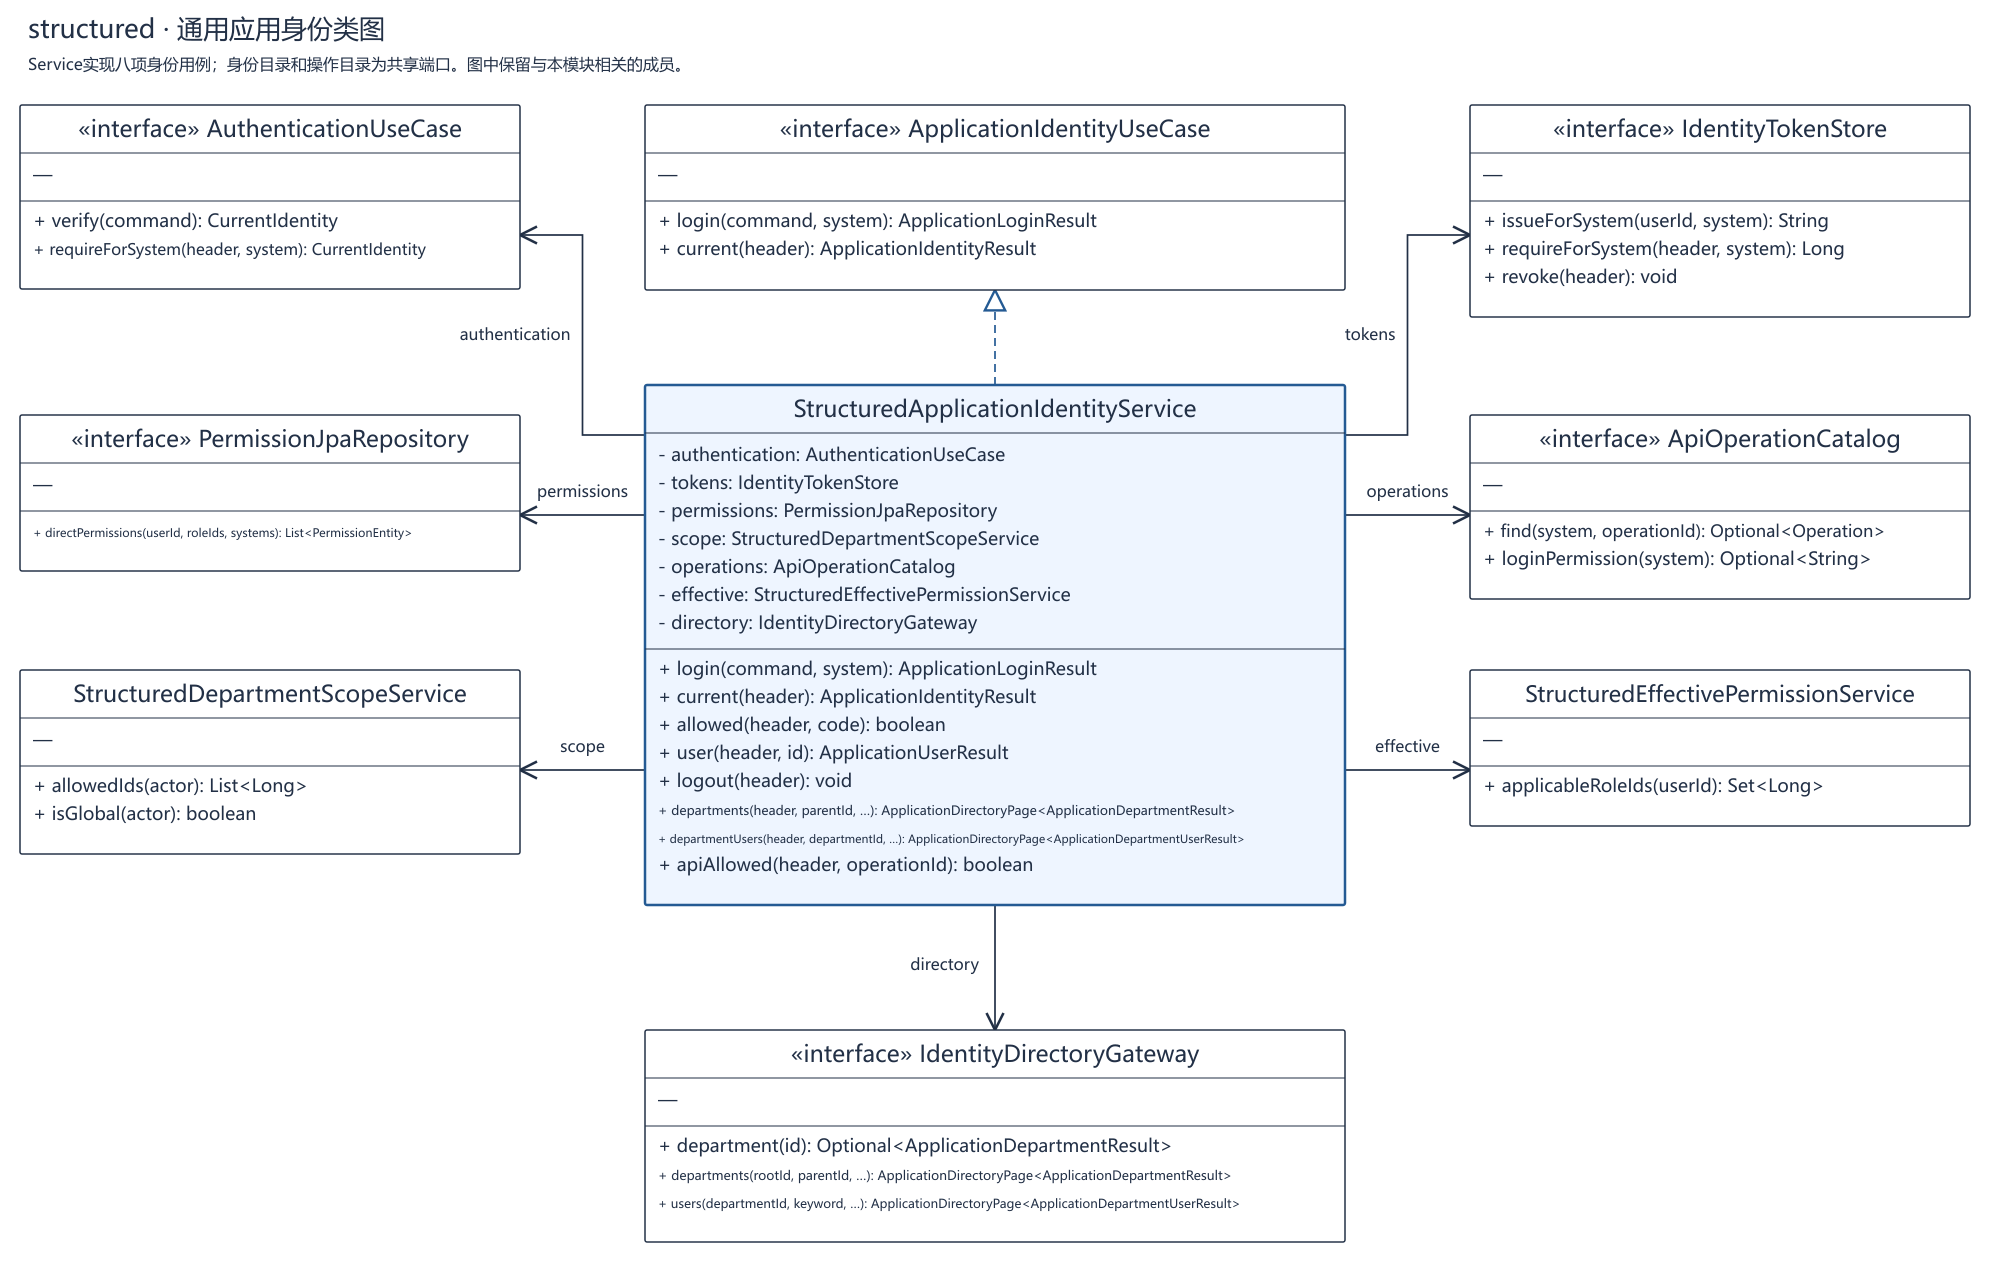 structured · 通用应用身份类图
Service实现八项身份用例；身份目录和操作目录为共享端口。图中保留与本模块相关的成员。
«interface» AuthenticationUseCase
—
+ verify(command): CurrentIdentity
+ requireForSystem(header, system): CurrentIdentity
«interface» ApplicationIdentityUseCase
—
+ login(command, system): ApplicationLoginResult
+ current(header): ApplicationIdentityResult
«interface» IdentityTokenStore
—
+ issueForSystem(userId, system): String
+ requireForSystem(header, system): Long
+ revoke(header): void
authentication
tokens
«interface» PermissionJpaRepository
—
+ directPermissions(userId, roleIds, systems): List<PermissionEntity>
permissions
StructuredApplicationIdentityService
- authentication: AuthenticationUseCase
- tokens: IdentityTokenStore
- permissions: PermissionJpaRepository
- scope: StructuredDepartmentScopeService
- operations: ApiOperationCatalog
- effective: StructuredEffectivePermissionService
- directory: IdentityDirectoryGateway
+ login(command, system): ApplicationLoginResult
+ current(header): ApplicationIdentityResult
+ allowed(header, code): boolean
+ user(header, id): ApplicationUserResult
+ logout(header): void
+ departments(header, parentId, ...): ApplicationDirectoryPage<ApplicationDepartmentResult>
+ departmentUsers(header, departmentId, ...): ApplicationDirectoryPage<ApplicationDepartmentUserResult>
+ apiAllowed(header, operationId): boolean
operations
«interface» ApiOperationCatalog
—
+ find(system, operationId): Optional<Operation>
+ loginPermission(system): Optional<String>
StructuredDepartmentScopeService
—
+ allowedIds(actor): List<Long>
+ isGlobal(actor): boolean
scope
effective
StructuredEffectivePermissionService
—
+ applicableRoleIds(userId): Set<Long>
directory
«interface» IdentityDirectoryGateway
—
+ department(id): Optional<ApplicationDepartmentResult>
+ departments(rootId, parentId, ...): ApplicationDirectoryPage<ApplicationDepartmentResult>
+ users(departmentId, keyword, ...): ApplicationDirectoryPage<ApplicationDepartmentUserResult>